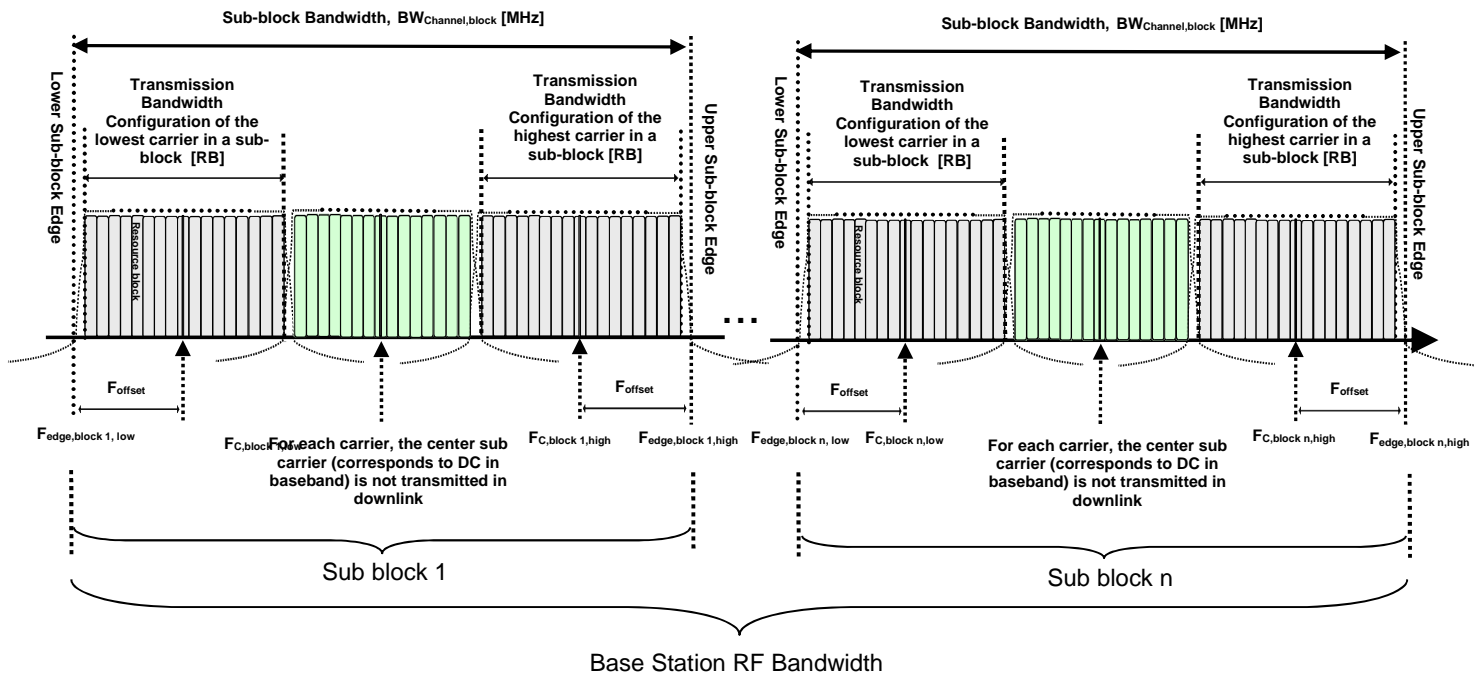 Sub-block Bandwidth, BWChannel,block [MHz]
Lower Sub-block Edge
Transmission
Bandwidth
Configuration of the
lowest carrier in a sub-
block [RB]
Transmission
Bandwidth
Configuration of the
highest carrier in a
sub-block [RB]
Upper Sub-block Edge
Resource block
Foffset
Foffset
Fedge,block 1, low
FC,block 1,low
For each carrier, the center sub
carrier (corresponds to DC in
baseband) is not transmitted in
downlink
FC,block 1,high
Fedge,block 1,high
Sub block 1
...
Sub-block Bandwidth, BWChannel,block [MHz]
Lower Sub-block Edge
Transmission
Bandwidth
Configuration of the
lowest carrier in a
sub-block [RB]
Transmission
Bandwidth
Configuration of the
highest carrier in a
sub-block [RB]
Upper Sub-block Edge
Resource block
Foffset
Foffset
Fedge,block n, low
FC,block n,low
For each carrier, the center sub
carrier (corresponds to DC in
baseband) is not transmitted in
downlink
FC,block n,high
Fedge,block n,high
Sub block n
Base Station RF Bandwidth